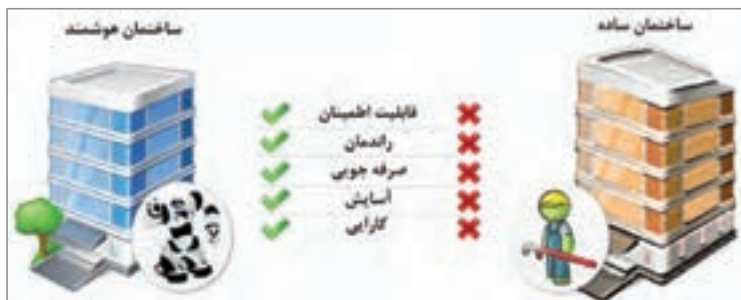 ساختمان ساده
ساختمان هوشمند
قابلیت اطمینان
راندمان
صرفه جویی
آسایش
کارایی